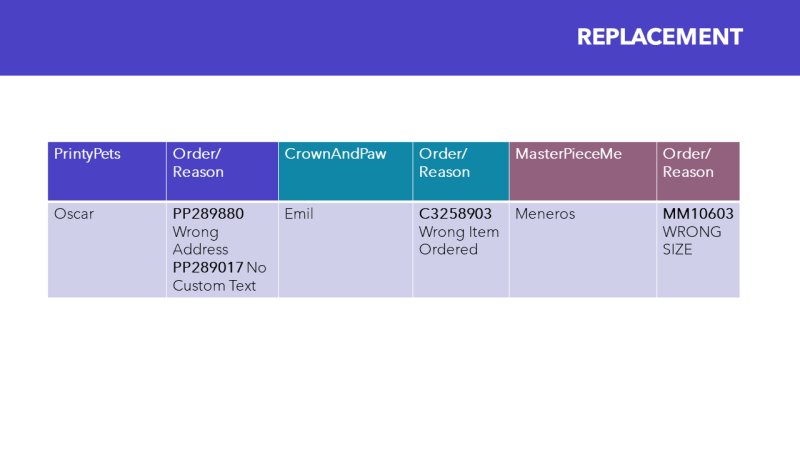 REPLACEMENT
PrintyPets
Order/
Reason
CrownAndPaw
Order/
Reason
MasterPieceMe
Order/
Reason
Oscar
PP289880
Wrong
Address
PP289017 No
Custom Text
Emil
C3258903
Wrong Item
Ordered
Meneros
MM10603
WRONG
SIZE